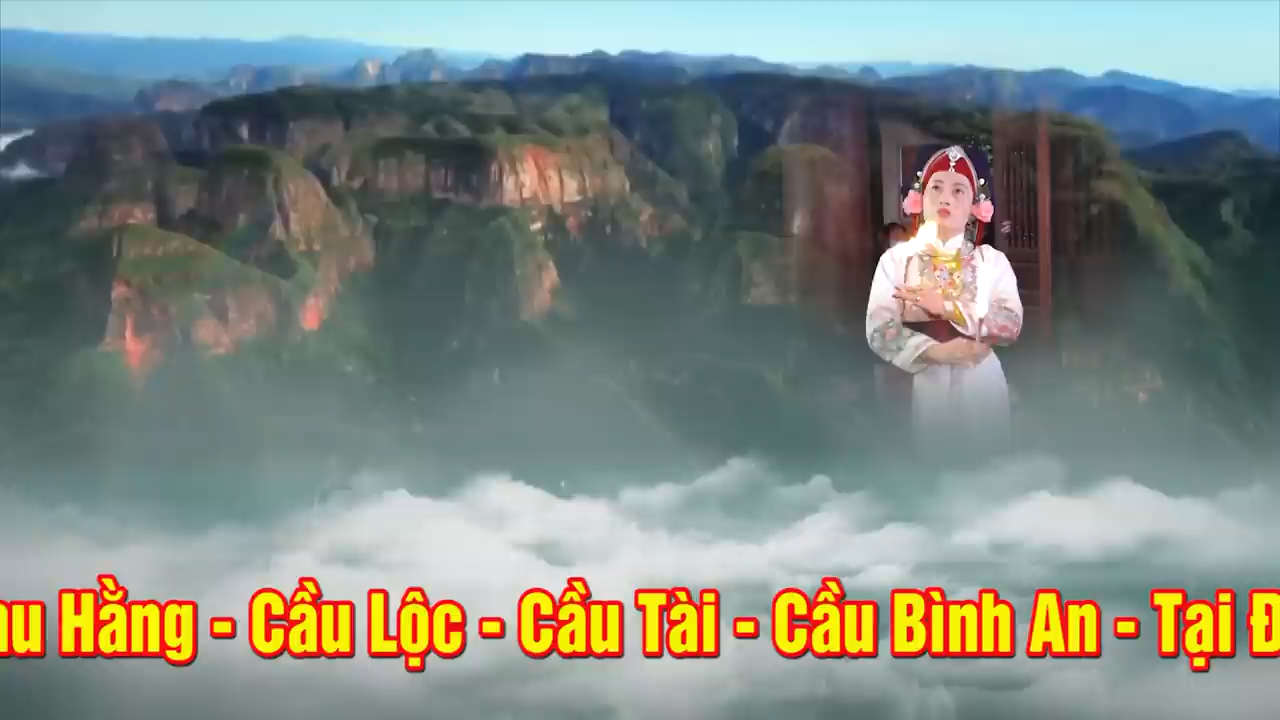 Hằng - Cầu Lộc - Cầu Tài - Cầu Bình An - Tại